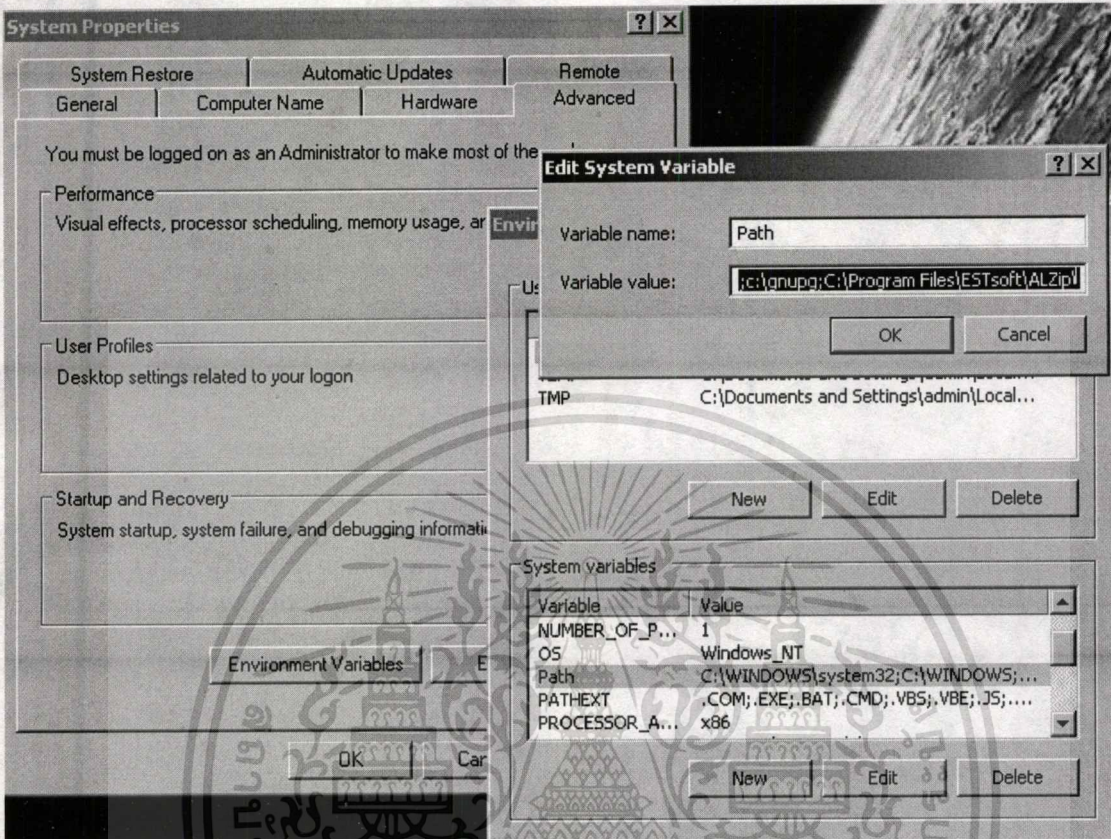 System Properties
System Restore
Automatic Updates
Remote
General
Computer Name
Hardware
Advanced
You must be logged on as an Administrator to make most of the
Performance
Visual effects, processor scheduling, memory usage, ar
User Profiles
Desktop settings related to your logon
Startup and Recovery
System startup, system failure, and debugging informati
Environment Variables
E
OK
Car
Edit System Variable
Variable name:
Path
Variable value:
;c:\gnupg;C:\Program Files\ESTsoft\ALZip\
OK
Cancel
Envir
Us
TMP
C:\Documents and Settings\admin\Local...
New
Edit
Delete
System variables
Variable
Value
NUMBER_OF_P...
1
OS
Windows_NT
Path
C:\WINDOWS\system32;C:\WINDOWS;...
PATHEXT
.COM;.EXE;.BAT;.CMD;.VBS;.VBE;.JS;....
PROCESSOR_A...
x86
New
Edit
Delete